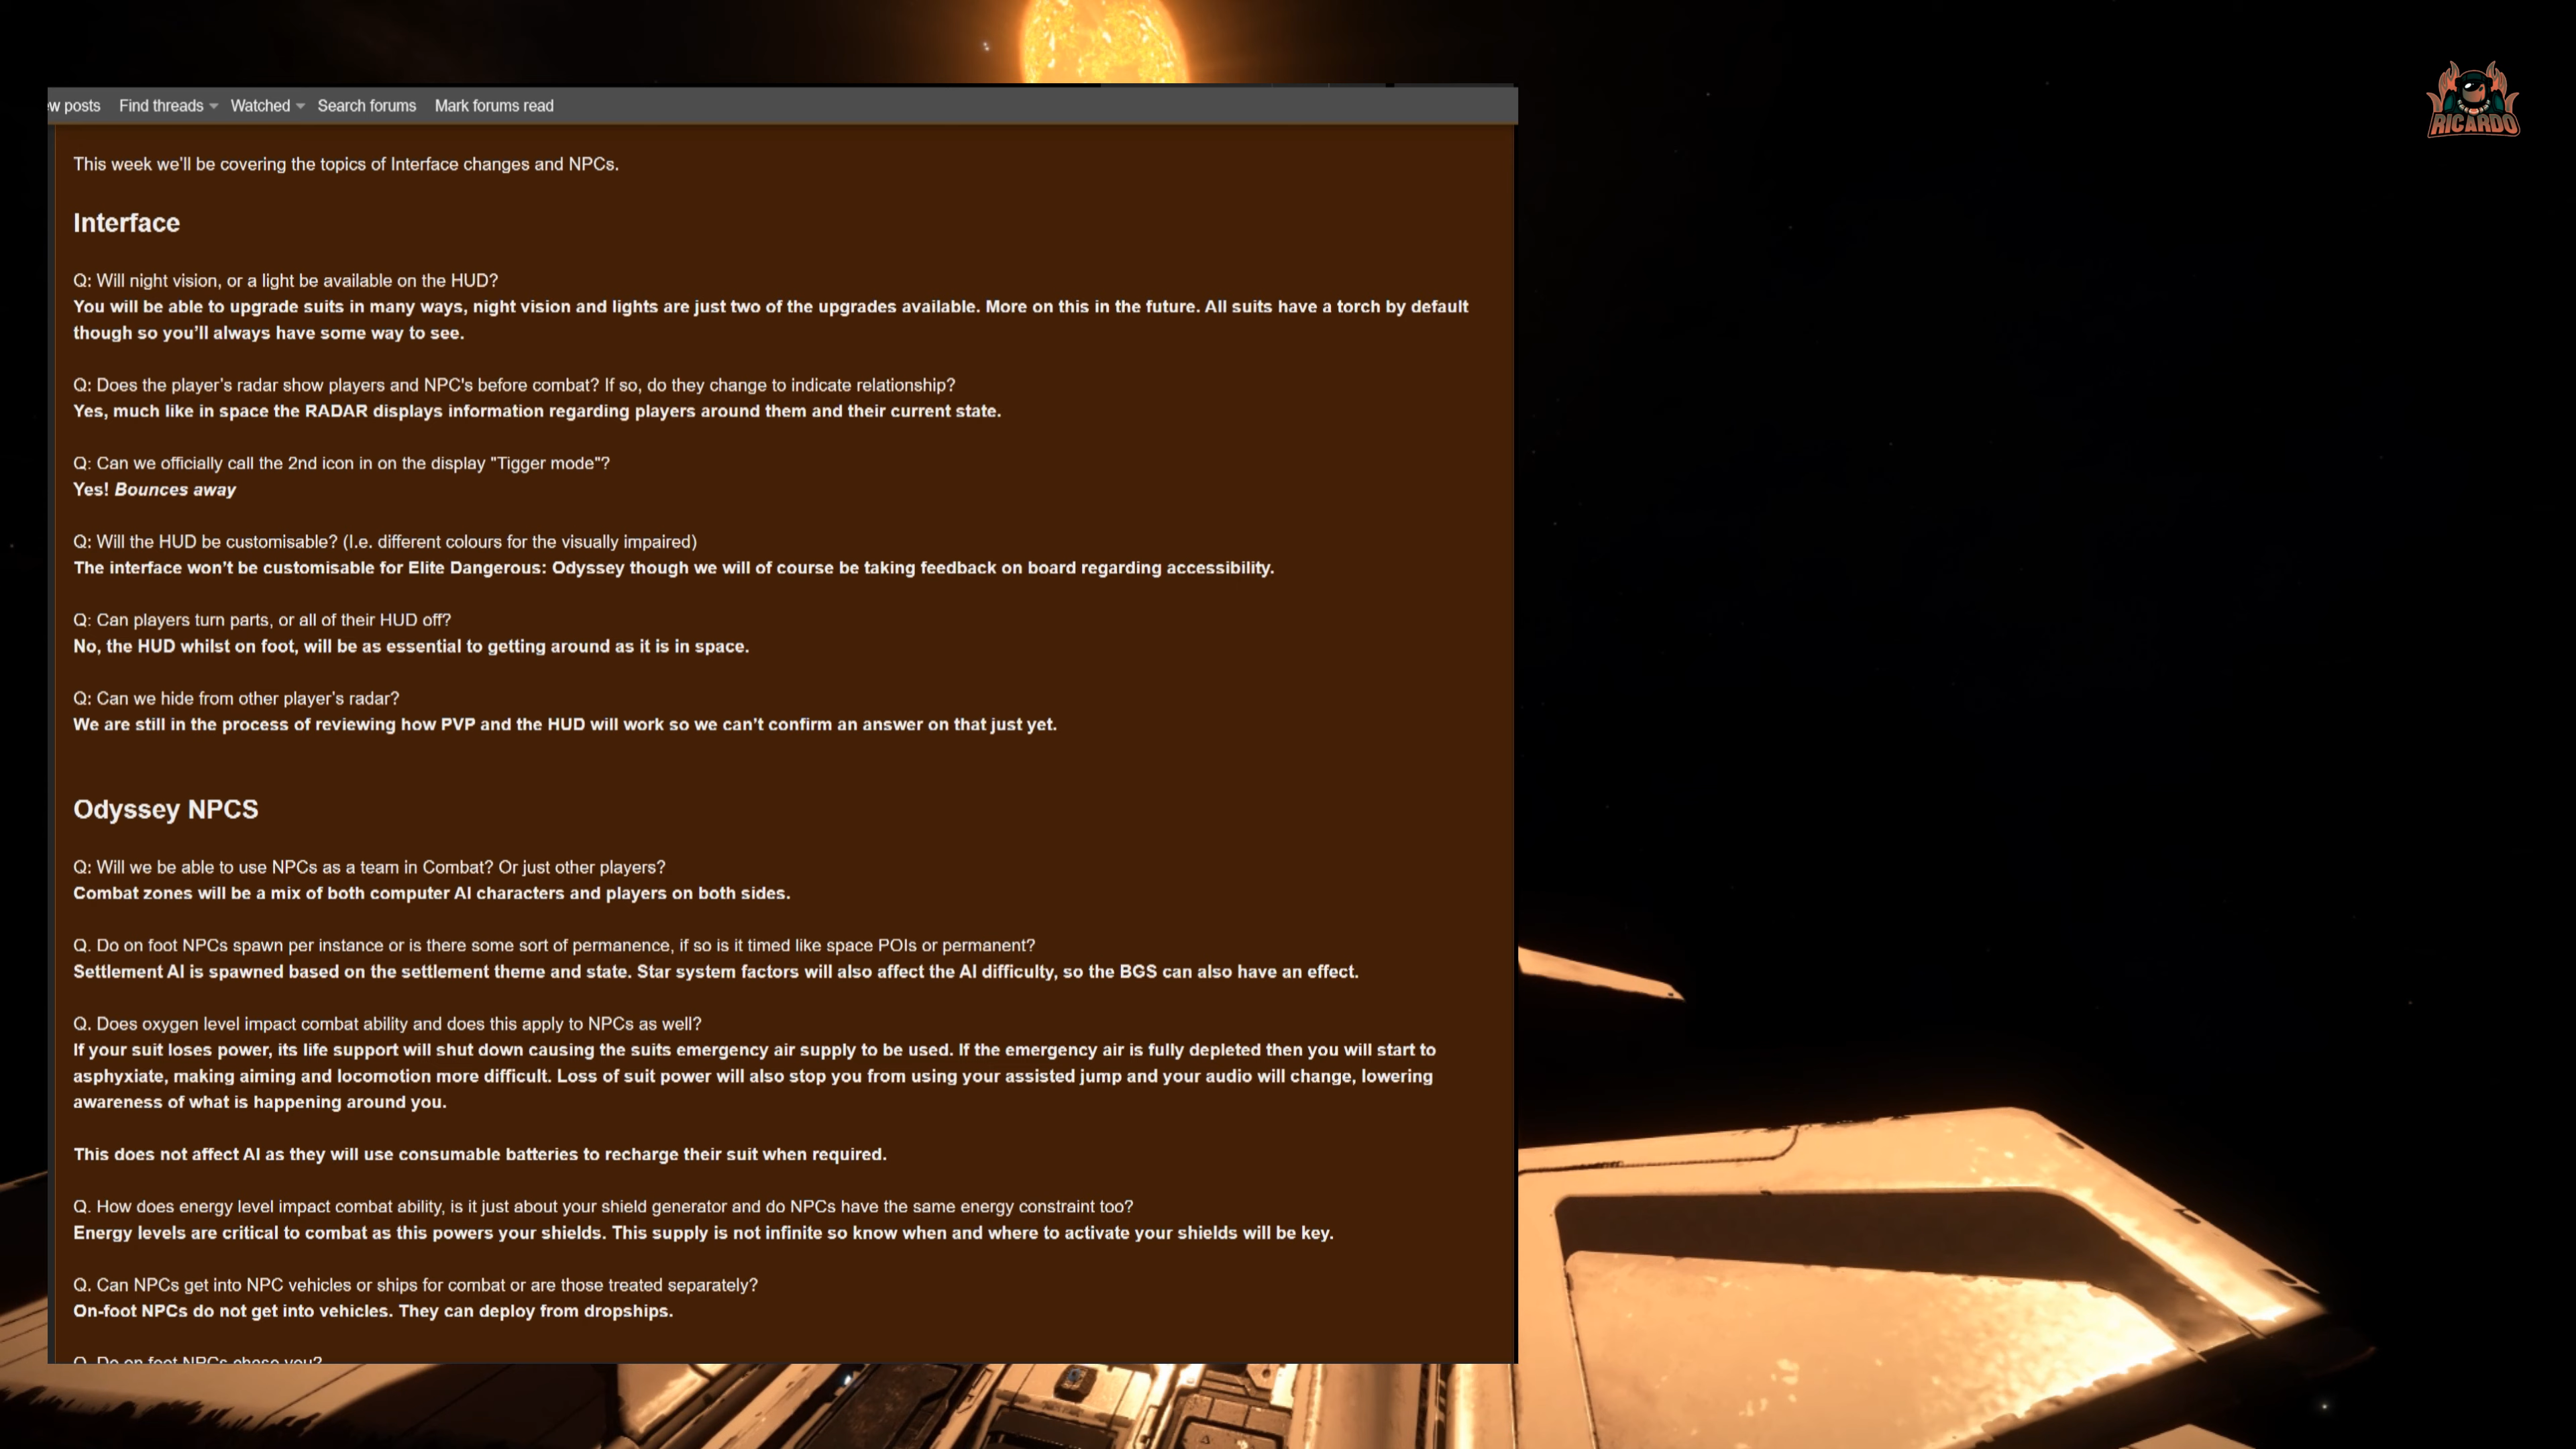 w posts Find threads Watched Search forums Mark forums read
This week we'll be covering the topics of Interface changes and NPCs.
Interface
Q: Will night vision, or a light be available on the HUD?
You will be able to upgrade suits in many ways, night vision and lights are just two of the upgrades available. More on this in the future. All suits have a torch by default
though so you'll always have some way to see.
Q: Does the player's radar show players and NPC's before combat? If so, do they change to indicate relationship?
Yes, much like in space the RADAR displays information regarding players around them and their current state.
Q: Can we officially call the 2nd icon in on the display "Tigger mode"?
Yes! Bounces away
Q: Will the HUD be customisable? (I.e. different colours for the visually impaired)
The interface won't be customisable for Elite Dangerous: Odyssey though we will of course be taking feedback on board regarding accessibility.
Q: Can players turn parts, or all of their HUD off?
No, the HUD whilst on foot, will be as essential to getting around as it is in space.
Q: Can we hide from other player's radar?
We are still in the process of reviewing how PVP and the HUD will work so we can't confirm an answer on that just yet.
Odyssey NPCS
Q: Will we be able to use NPCs as a team in Combat? Or just other players?
Combat zones will be a mix of both computer AI characters and players on both sides.
Q. Do on foot NPCs spawn per instance or is there some sort of permanence, if so is it timed like space POIs or permanent?
Settlement AI is spawned based on the settlement theme and state. Star system factors will also affect the AI difficulty, so the BGS can also have an effect.
Q. Does oxygen level impact combat ability and does this apply to NPCs as well?
If your suit loses power, its life support will shut down causing the suits emergency air supply to be used. If the emergency air is fully depleted then you will start to
asphyxiate, making aiming and locomotion more difficult. Loss of suit power will also stop you from using your assisted jump and your audio will change, lowering
awareness of what is happening around you.
This does not affect AI as they will use consumable batteries to recharge their suit when required.
Q. How does energy level impact combat ability, is it just about your shield generator and do NPCs have the same energy constraint too?
Energy levels are critical to combat as this powers your shields. This supply is not infinite so know when and where to activate your shields will be key.
Q. Can NPCs get into NPC vehicles or ships for combat or are those treated separately?
On-foot NPCs do not get into vehicles. They can deploy from dropships.
Q. Do on foot NPCs chase you?
RICARDO